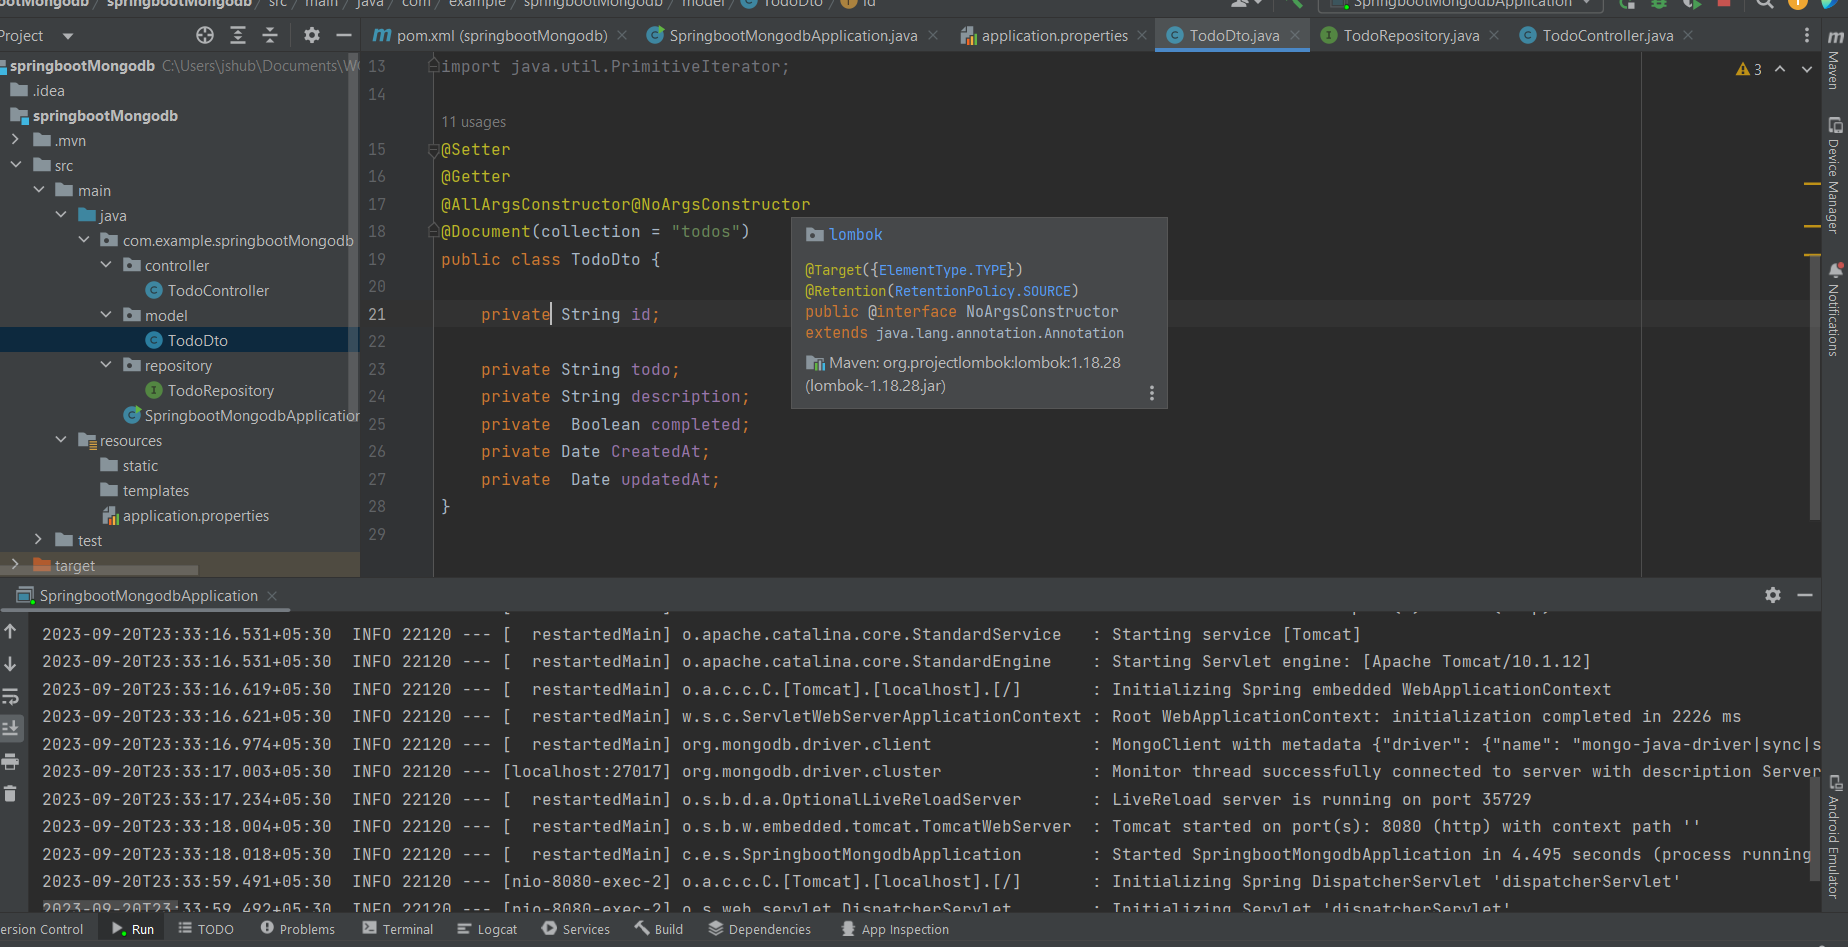 springbootMongodb / src / main / java / com / example / springbootMongodb / model / TodoDto / id
SpringbootMongodbApplication
Project
pom.xml (springbootMongodb)
SpringbootMongodbApplication.java
application.properties
TodoDto.java
TodoRepository.java
TodoController.java
springbootMongodb C:\Users\jshub\Documents\W
.idea
springbootMongodb
.mvn
src
main
java
com.example.springbootMongodb
controller
TodoController
model
TodoDto
repository
TodoRepository
SpringbootMongodbApplication
resources
static
templates
application.properties
test
target
13 import java.util.PrimitiveIterator;
14
11 usages
15 @Setter
16 @Getter
17 @AllArgsConstructor@NoArgsConstructor
18 @Document(collection = "todos")
19 public class TodoDto {
20
21 private String id;
22
23 private String todo;
24 private String description;
25 private  Boolean completed;
26 private Date CreatedAt;
27 private  Date updatedAt;
28 }
29
3
lombok
@Target({ElementType.TYPE})
@Retention(RetentionPolicy.SOURCE)
public @interface NoArgsConstructor
extends java.lang.annotation.Annotation
Maven: org.projectlombok:lombok:1.18.28
(lombok-1.18.28.jar)
Maven
Device Manager
Notifications
Android Emulator
SpringbootMongodbApplication
2023-09-20T23:33:16.531+05:30  INFO 22120 --- [  restartedMain] o.apache.catalina.core.StandardService   : Starting service [Tomcat]
2023-09-20T23:33:16.531+05:30  INFO 22120 --- [  restartedMain] o.apache.catalina.core.StandardEngine    : Starting Servlet engine: [Apache Tomcat/10.1.12]
2023-09-20T23:33:16.619+05:30  INFO 22120 --- [  restartedMain] o.a.c.c.C.[Tomcat].[localhost].[/]       : Initializing Spring embedded WebApplicationContext
2023-09-20T23:33:16.621+05:30  INFO 22120 --- [  restartedMain] w.s.c.ServletWebServerApplicationContext : Root WebApplicationContext: initialization completed in 2226 ms
2023-09-20T23:33:16.974+05:30  INFO 22120 --- [  restartedMain] org.mongodb.driver.client                : MongoClient with metadata {"driver": {"name": "mongo-java-driver|sync|s
2023-09-20T23:33:17.003+05:30  INFO 22120 --- [localhost:27017] org.mongodb.driver.cluster               : Monitor thread successfully connected to server with description Server
2023-09-20T23:33:17.234+05:30  INFO 22120 --- [  restartedMain] o.s.b.d.a.OptionalLiveReloadServer       : LiveReload server is running on port 35729
2023-09-20T23:33:18.004+05:30  INFO 22120 --- [  restartedMain] o.s.b.w.embedded.tomcat.TomcatWebServer  : Tomcat started on port(s): 8080 (http) with context path ''
2023-09-20T23:33:18.018+05:30  INFO 22120 --- [  restartedMain] c.e.s.SpringbootMongodbApplication       : Started SpringbootMongodbApplication in 4.495 seconds (process running
2023-09-20T23:33:59.491+05:30  INFO 22120 --- [nio-8080-exec-2] o.a.c.c.C.[Tomcat].[localhost].[/]       : Initializing Spring DispatcherServlet 'dispatcherServlet'
2023-09-20T23:33:59.492+05:30  INFO 22120 --- [nio-8080-exec-2] o.s.web.servlet.DispatcherServlet        : Initializing Servlet 'dispatcherServlet'
ersion Control
Run
TODO
Problems
Terminal
Logcat
Services
Build
Dependencies
App Inspection